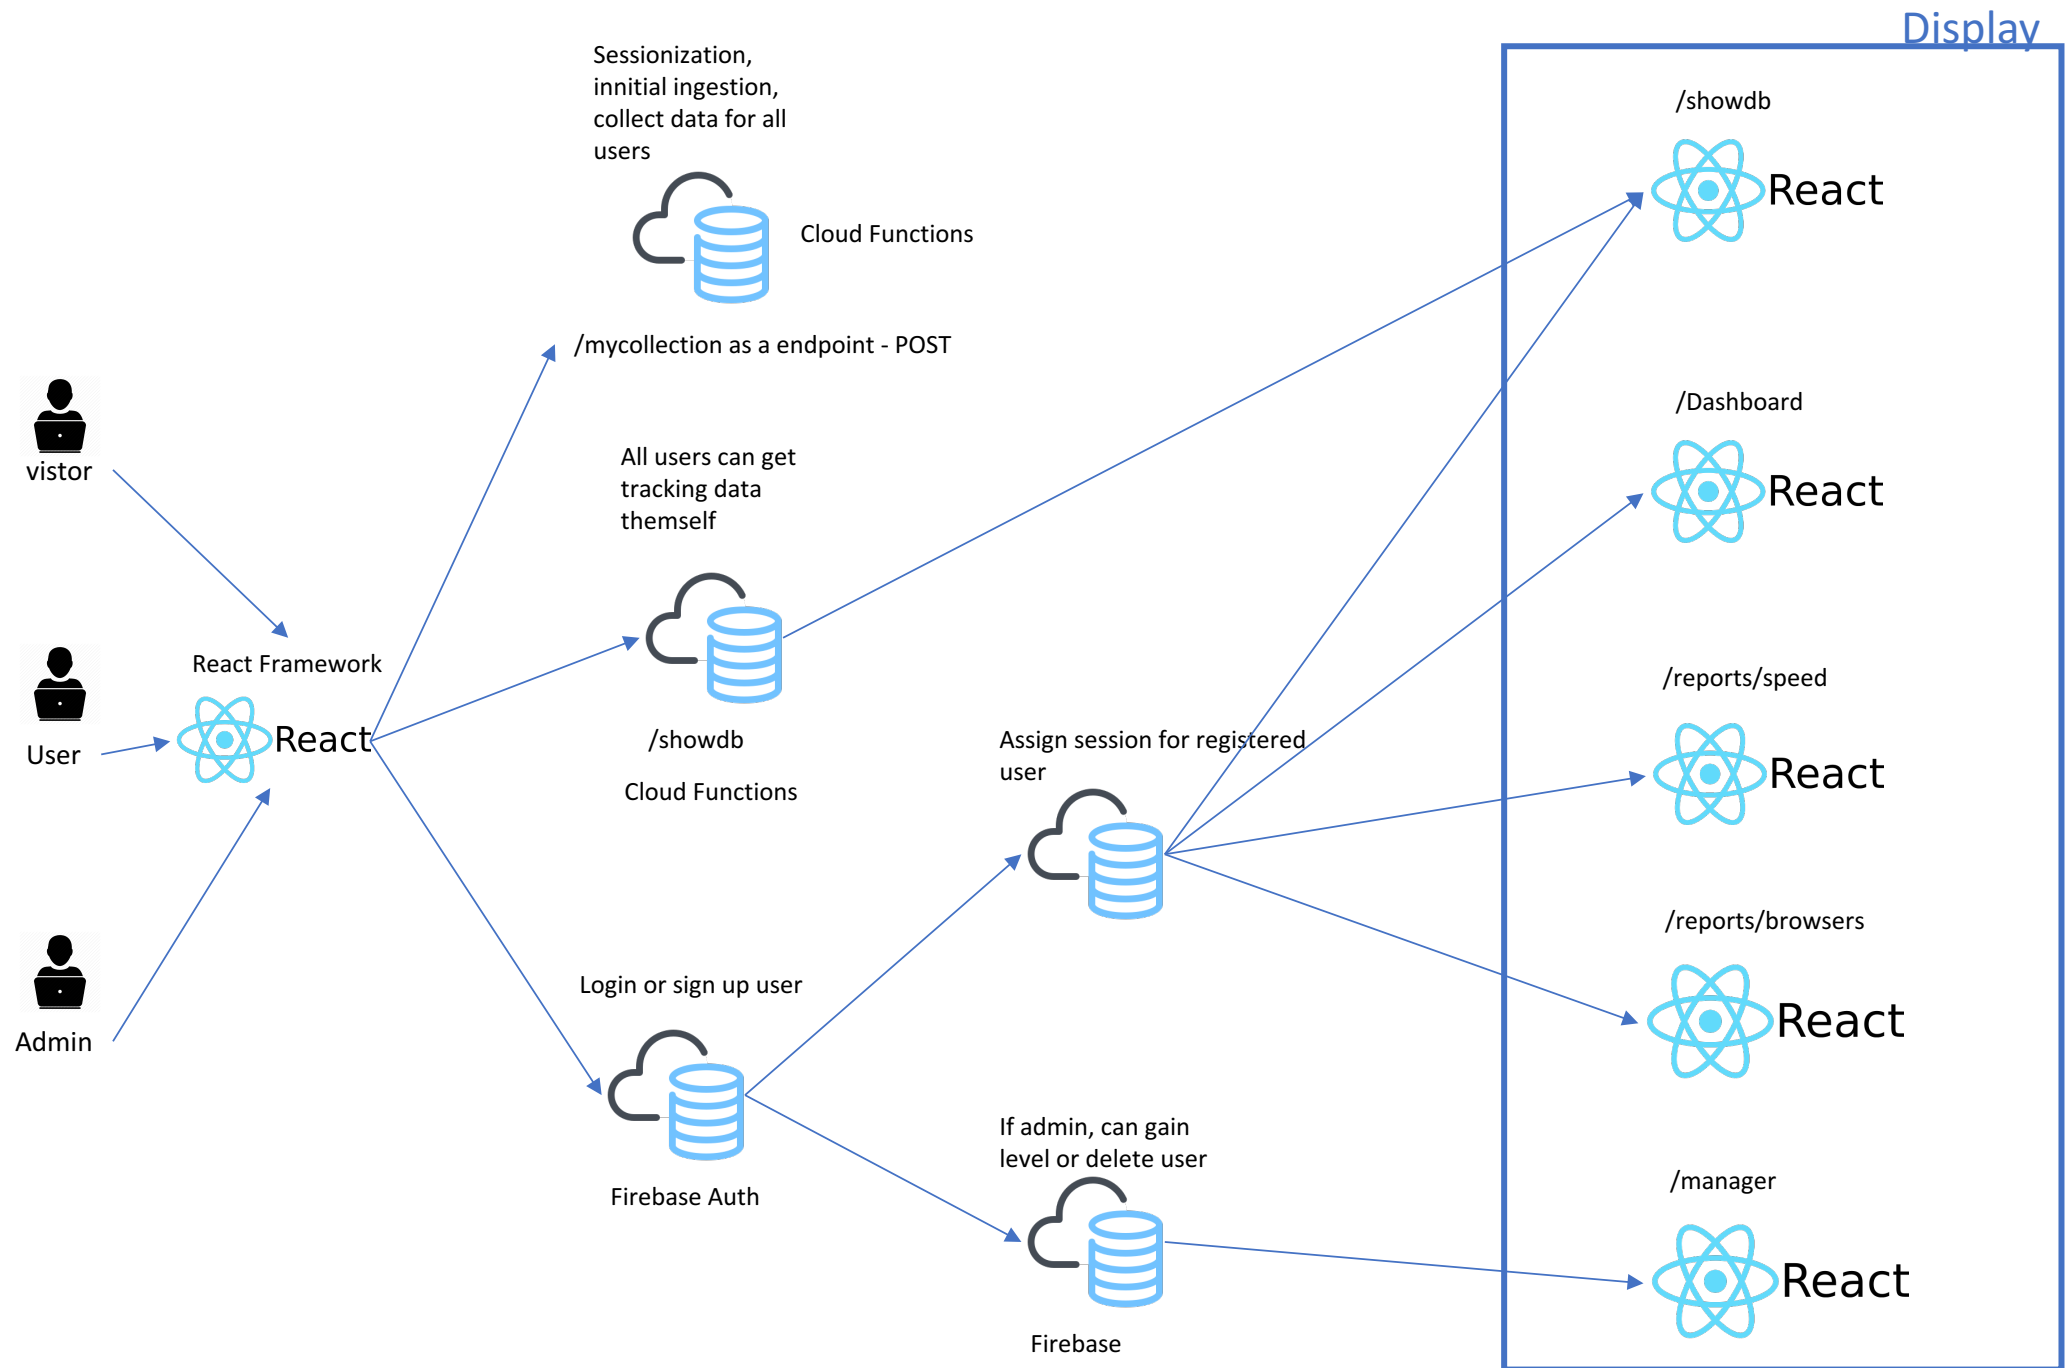 Display
Sessionization,
innitial ingestion,
collect data for all
users
Cloud Functions
/mycollection as a endpoint - POST
vistor
User
Admin
React Framework
React
All users can get
tracking data
themself
/showdb
Cloud Functions
Login or sign up user
Firebase Auth
Assign session for registered
user
If admin, can gain
level or delete user
Firebase
/showdb
React
/Dashboard
React
/reports/speed
React
/reports/browsers
React
/manager
React